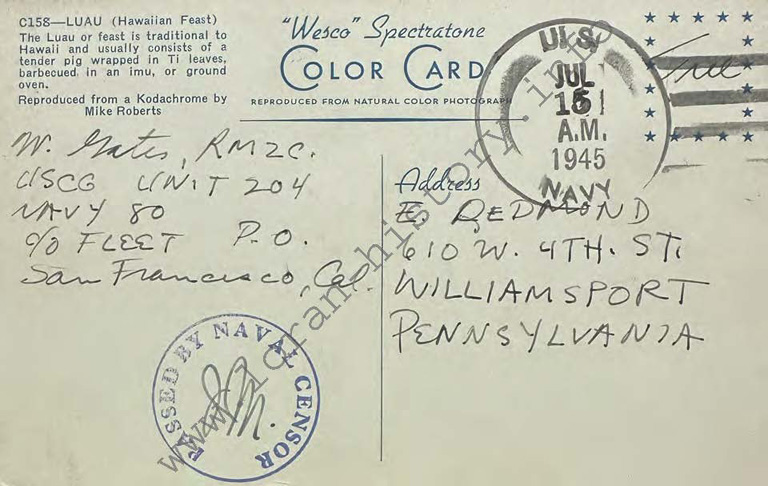 C158—LUAU (Hawaiian Feast)
The Luau or feast is traditional to
Hawaii and usually consists of a
tender pig wrapped in Ti leaves,
barbecued in an imu, or ground
oven.
Reproduced from a Kodachrome by
Mike Roberts
"Wesco" Spectratone
COLOR CARD
REPRODUCED FROM NATURAL COLOR PHOTOGRAPH
U.S.
JUL
A.M.
1945
NAVY
Free
W. Gates, RM2C.
USCG UNIT 204
NAVY 80
c/o FLEET P.O.
San Francisco, Cal.
Address
E. REDMOND
610 W. 4TH. ST.
WILLIAMSPORT
PENNSYLVANIA
PASSED BY NAVAL CENSOR